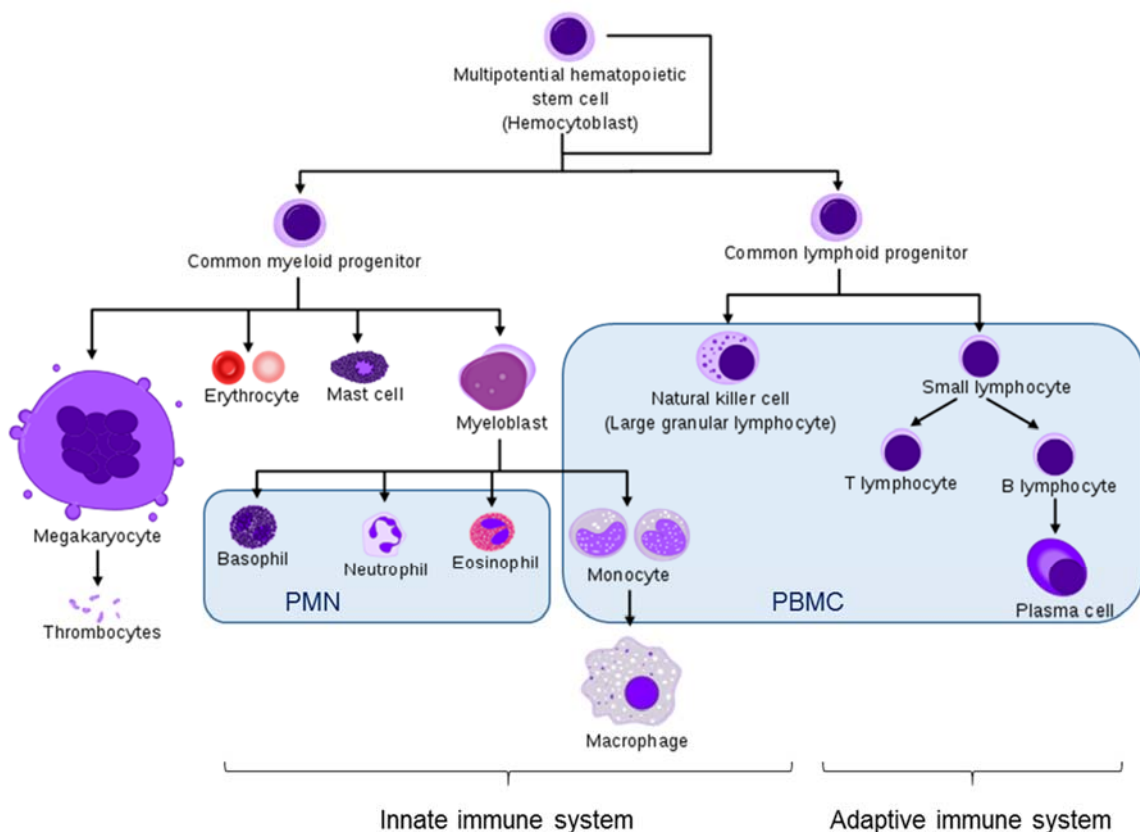 Multipotential hematopoietic
stem cell
(Hemocytoblast)
Common myeloid progenitor
Common lymphoid progenitor
Erythrocyte
Mast cell
Myeloblast
Natural killer cell
(Large granular lymphocyte)
Small lymphocyte
T lymphocyte
B lymphocyte
Megakaryocyte
Basophil
Neutrophil
Eosinophil
Monocyte
PMN
PBMC
Plasma cell
Thrombocytes
Macrophage
Innate immune system
Adaptive immune system